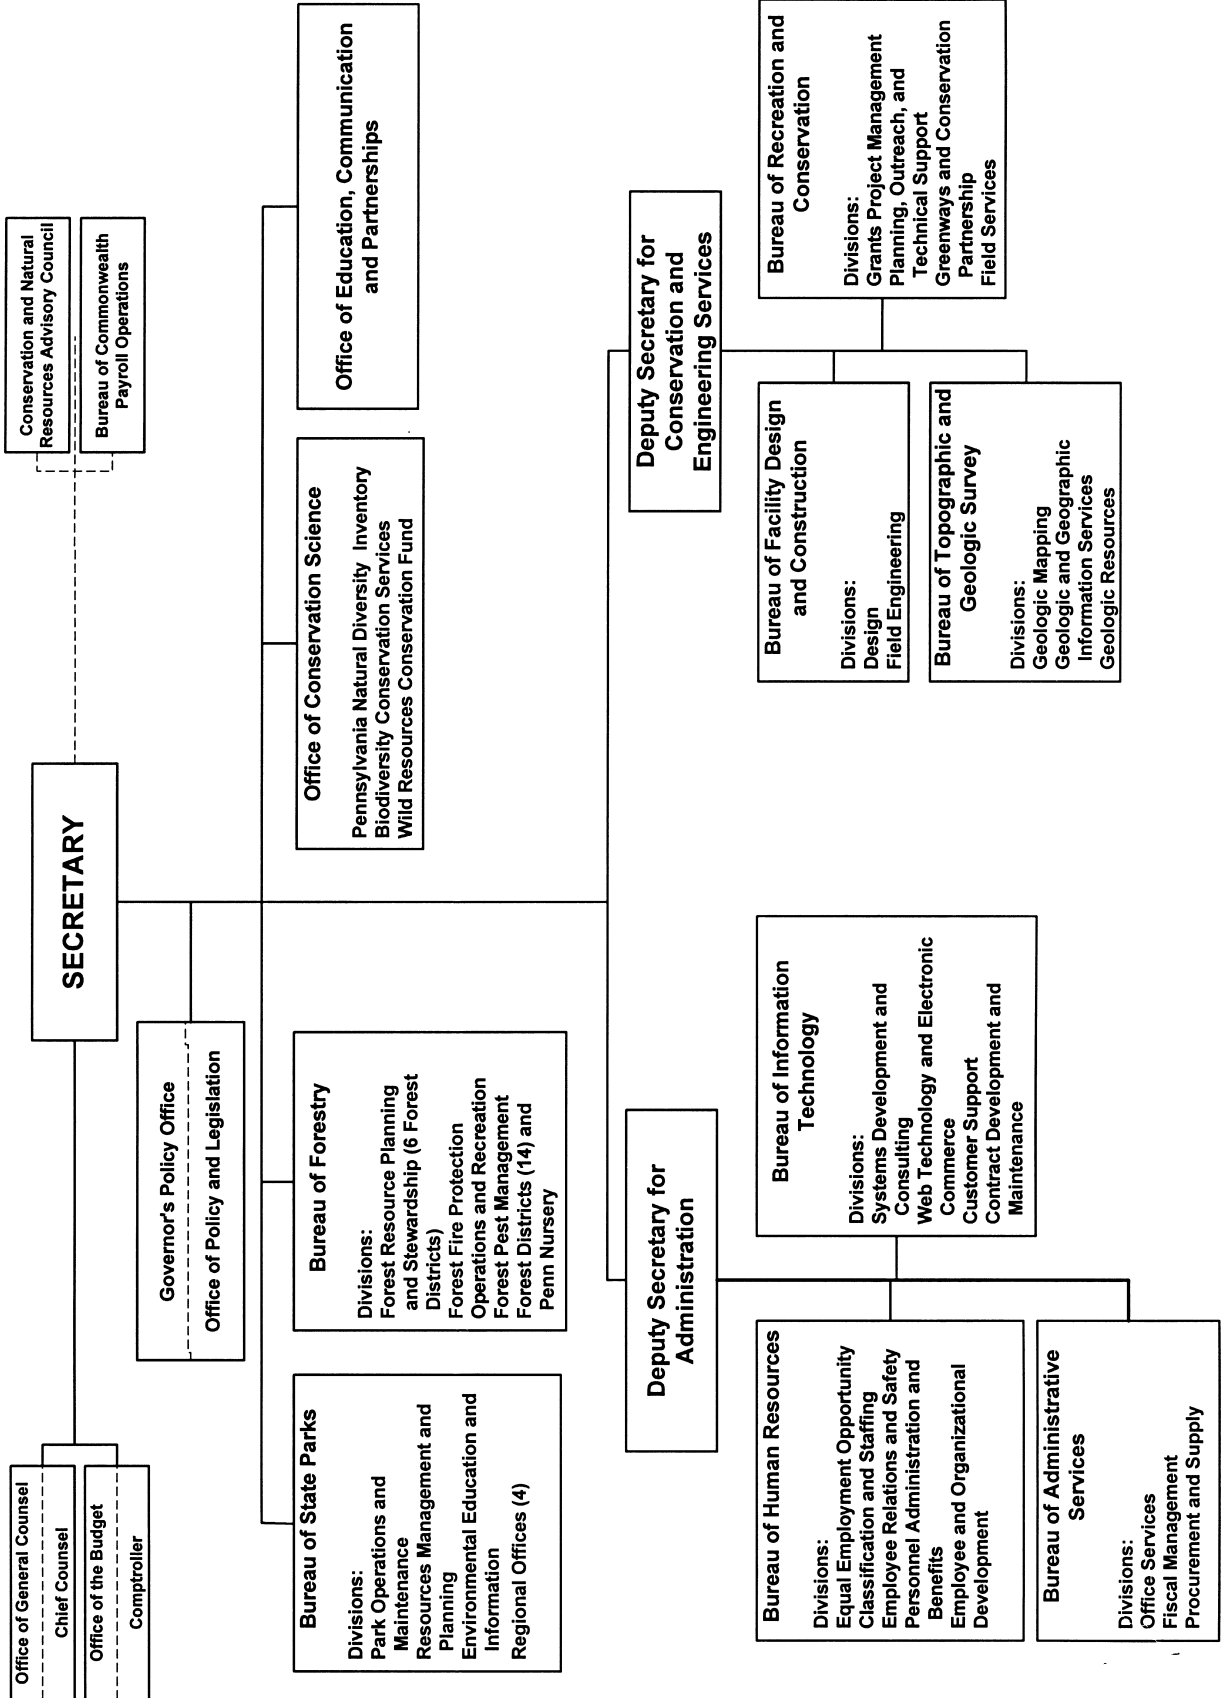 SECRETARY
Office of General Counsel
Chief Counsel
Office of the Budget
Comptroller
Conservation and Natural
Resources Advisory Council
Bureau of Commonwealth
Payroll Operations
Governor's Policy Office
Office of Policy and Legislation
Bureau of State Parks
Divisions:
Park Operations and
Maintenance
Resources Management and
Planning
Environmental Education and
Information
Regional Offices (4)
Bureau of Forestry
Divisions:
Forest Resource Planning
and Stewardship (6 Forest
Districts)
Forest Fire Protection
Operations and Recreation
Forest Pest Management
Forest Districts (14) and
Penn Nursery
Office of Conservation Science
Pennsylvania Natural Diversity Inventory
Biodiversity Conservation Services
Wild Resources Conservation Fund
Office of Education, Communication
and Partnerships
Deputy Secretary for
Administration
Deputy Secretary for
Conservation and
Engineering Services
Bureau of Human Resources
Divisions:
Equal Employment Opportunity
Classification and Staffing
Employee Relations and Safety
Personnel Administration and
Benefits
Employee and Organizational
Development
Bureau of Information
Technology
Divisions:
Systems Development and
Consulting
Web Technology and Electronic
Commerce
Customer Support
Contract Development and
Maintenance
Bureau of Administrative
Services
Divisions:
Office Services
Fiscal Management
Procurement and Supply
Bureau of Facility Design
and Construction
Divisions:
Design
Field Engineering
Bureau of Recreation and
Conservation
Divisions:
Grants Project Management
Planning, Outreach, and
Technical Support
Greenways and Conservation
Partnership
Field Services
Bureau of Topographic and
Geologic Survey
Divisions:
Geologic Mapping
Geologic and Geographic
Information Services
Geologic Resources